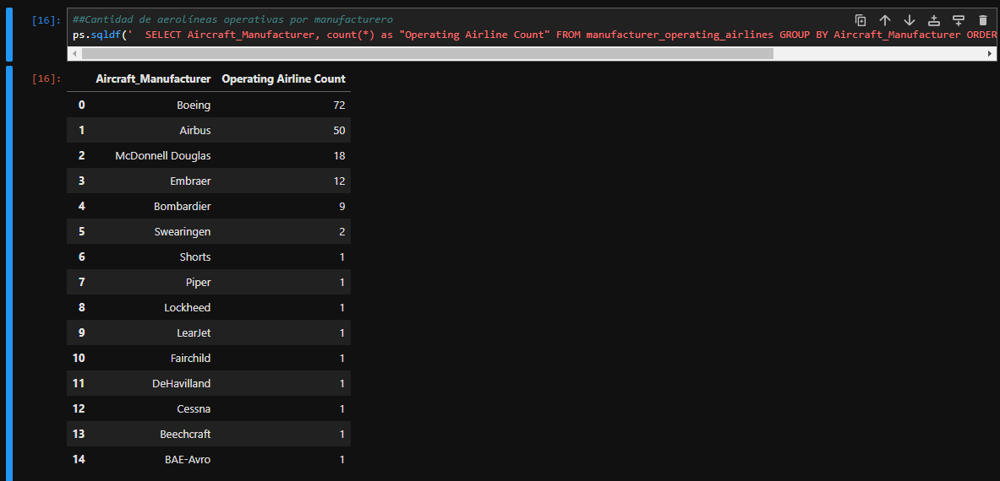 [16]: ##Cantidad de aerolíneas operativas por manufacturero
ps.sqldf('  SELECT Aircraft_Manufacturer, count(*) as "Operating Airline Count" FROM manufacturer_operating_airlines GROUP BY Aircraft_Manufacturer ORDER
[16]: Aircraft_Manufacturer Operating Airline Count
0 Boeing 72
1 Airbus 50
2 McDonnell Douglas 18
3 Embraer 12
4 Bombardier 9
5 Swearingen 2
6 Shorts 1
7 Piper 1
8 Lockheed 1
9 LearJet 1
10 Fairchild 1
11 DeHavilland 1
12 Cessna 1
13 Beechcraft 1
14 BAE-Avro 1